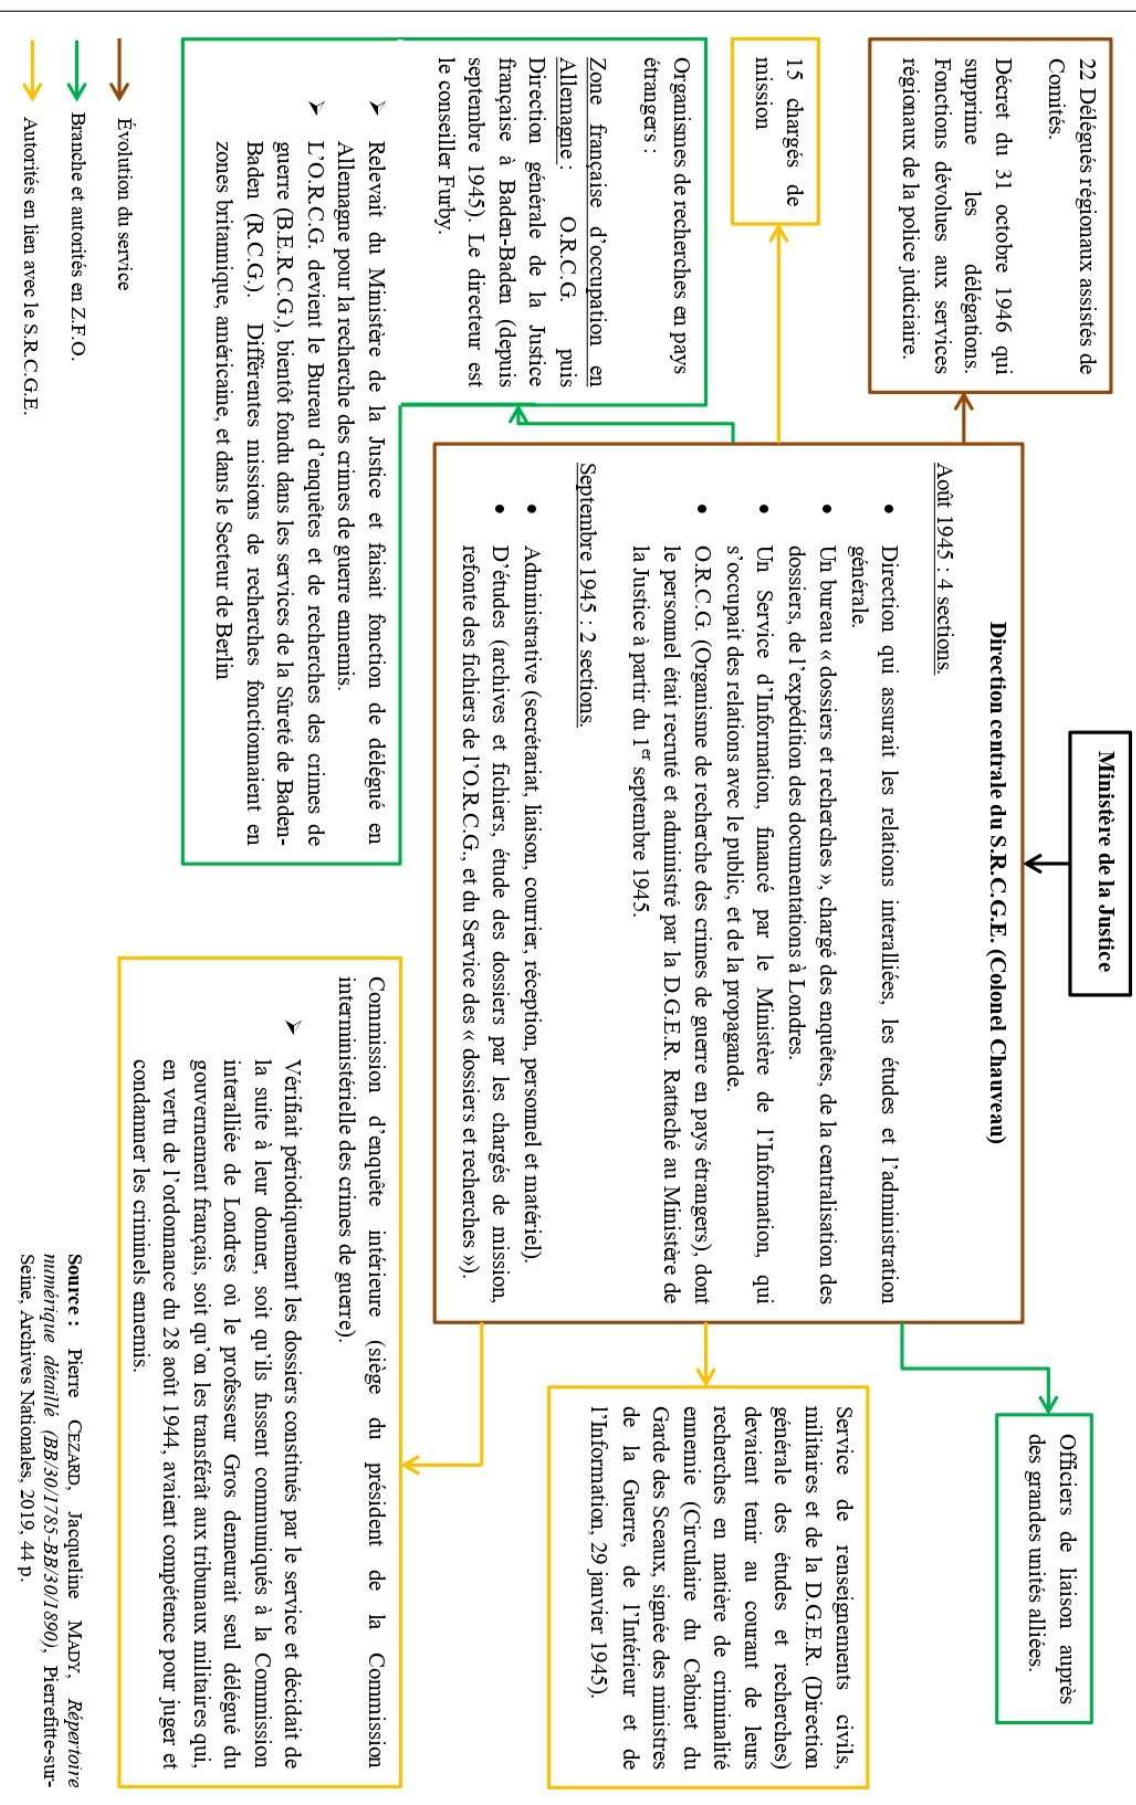 Ministère de la Justice
Direction centrale du S.R.C.G.E. (Colonel Chauveau)
Août 1945 : 4 sections.
• Direction qui assurait les relations interalliées, les études et l'administration
générale.
• Un bureau « dossiers et recherches », chargé des enquêtes, de la centralisation des
dossiers, de l'expédition des documentations à Londres.
• Un Service d'Information, financé par le Ministère de l'Information, qui
s'occupait des relations avec le public, et de la propagande.
• O.R.C.G. (Organisme de recherche des crimes de guerre en pays étrangers), dont
le personnel était recruté et administré par la D.G.E.R. Rattaché au Ministère de
la Justice à partir du 1er septembre 1945.
Septembre 1945 : 2 sections.
• Administrative (secrétariat, liaison, courrier, réception, personnel et matériel).
• D'études (archives et fichiers, étude des dossiers par les chargés de mission,
refonte des fichiers de l'O.R.C.G., et du Service des « dossiers et recherches »).
22 Délégués régionaux assistés de
Comités.
Décret du 31 octobre 1946 qui
supprime les délégations.
Fonctions dévolues aux services
régionaux de la police judiciaire.
15 chargés de
mission
Organismes de recherches en pays
étrangers :
Zone française d'occupation en
Allemagne : O.R.C.G. puis
Direction générale de la Justice
française à Baden-Baden (depuis
septembre 1945). Le directeur est
le conseiller Furby.
➤ Relevait du Ministère de la Justice et faisait fonction de délégué en
Allemagne pour la recherche des crimes de guerre ennemis.
➤ L'O.R.C.G. devient le Bureau d'enquêtes et de recherches des crimes de
guerre (B.E.R.C.G.), bientôt fondu dans les services de la Sûreté de Baden-
Baden (R.C.G.). Différentes missions de recherches fonctionnaient en
zones britannique, américaine, et dans le Secteur de Berlin
Officiers de liaison auprès
des grandes unités alliées.
Service de renseignements civils,
militaires et de la D.G.E.R. (Direction
générale des études et recherches)
devaient tenir au courant de leurs
recherches en matière de criminalité
ennemie (Circulaire du Cabinet du
Garde des Sceaux, signée des ministres
de la Guerre, de l'Intérieur et de
l'Information, 29 janvier 1945).
Commission d'enquête intérieure (siège du président de la Commission
interministérielle des crimes de guerre).
➤ Vérifiait périodiquement les dossiers constitués par le service et décidait de
la suite à leur donner, soit qu'ils fussent communiqués à la Commission
interalliée de Londres où le professeur Gros demeurait seul délégué du
gouvernement français, soit qu'on les transférât aux tribunaux militaires qui,
en vertu de l'ordonnance du 28 août 1944, avaient compétence pour juger et
condamner les criminels ennemis.
Évolution du service
Branche et autorités en Z.F.O.
Autorités en lien avec le S.R.C.G.E.
Source : Pierre CEZARD, Jacqueline MADY, Répertoire
numérique détaillé (BB/30/1785-BB/30/1890), Pierrefitte-sur-
Seine, Archives Nationales, 2019, 44 p.